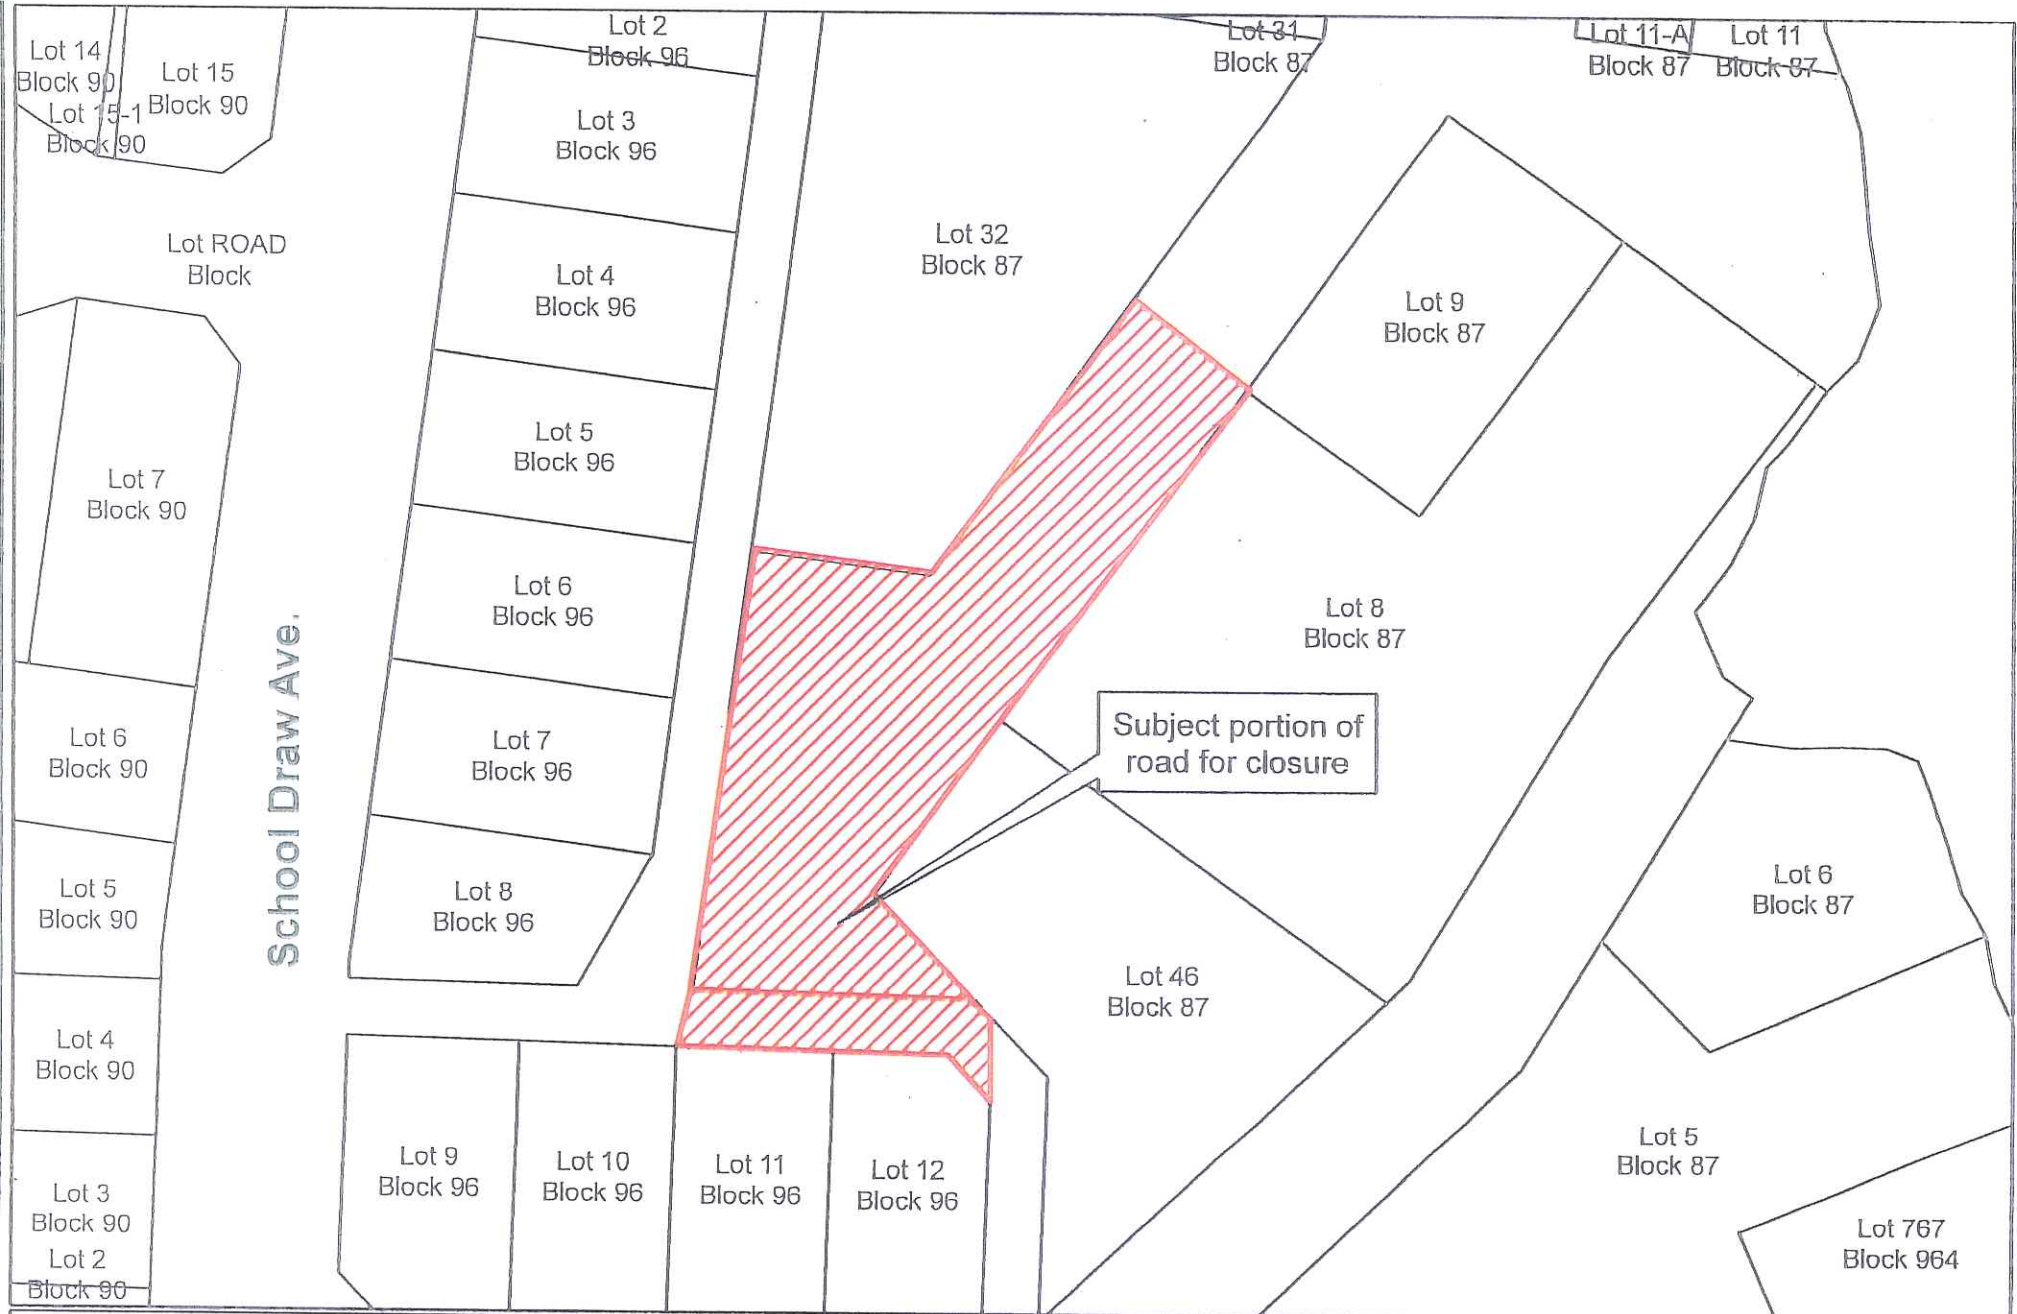 Lot 14
Block 90
Lot 15
Block 90
Lot 15-1
Block 90
Lot 2
Block 96
Lot 31
Block 87
Lot 11-A
Block 87
Lot 11
Block 87
Lot 3
Block 96
Lot ROAD
Block
Lot 32
Block 87
Lot 4
Block 96
Lot 9
Block 87
Lot 5
Block 96
Lot 7
Block 90
Lot 6
Block 96
Lot 8
Block 87
School Draw Ave.
Lot 6
Block 90
Lot 7
Block 96
Subject portion of
road for closure
Lot 5
Block 90
Lot 8
Block 96
Lot 6
Block 87
Lot 46
Block 87
Lot 4
Block 90
Lot 9
Block 96
Lot 10
Block 96
Lot 11
Block 96
Lot 12
Block 96
Lot 5
Block 87
Lot 3
Block 90
Lot 2
Block 90
Lot 767
Block 964